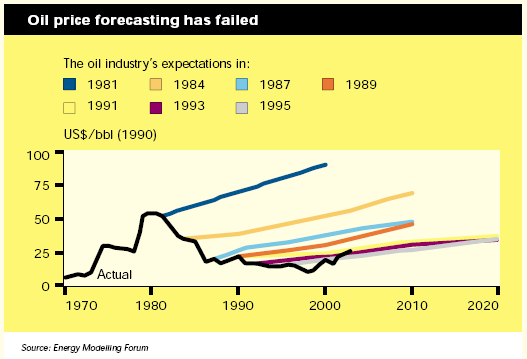 Oil price forecasting has failed
The oil industry's expectations in:
1981 1984 1987 1989
1991 1993 1995
US$/bbl (1990)
100
75
50
25
0
Actual
1970 1980 1990 2000 2010 2020
Source: Energy Modelling Forum